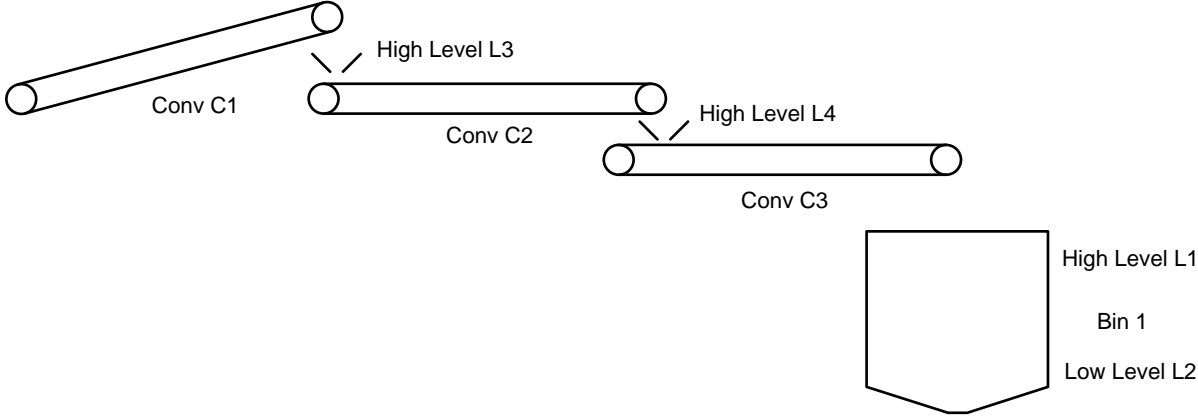 High Level L3
Conv C1
High Level L4
Conv C2
Conv C3
High Level L1
Bin 1
Low Level L2